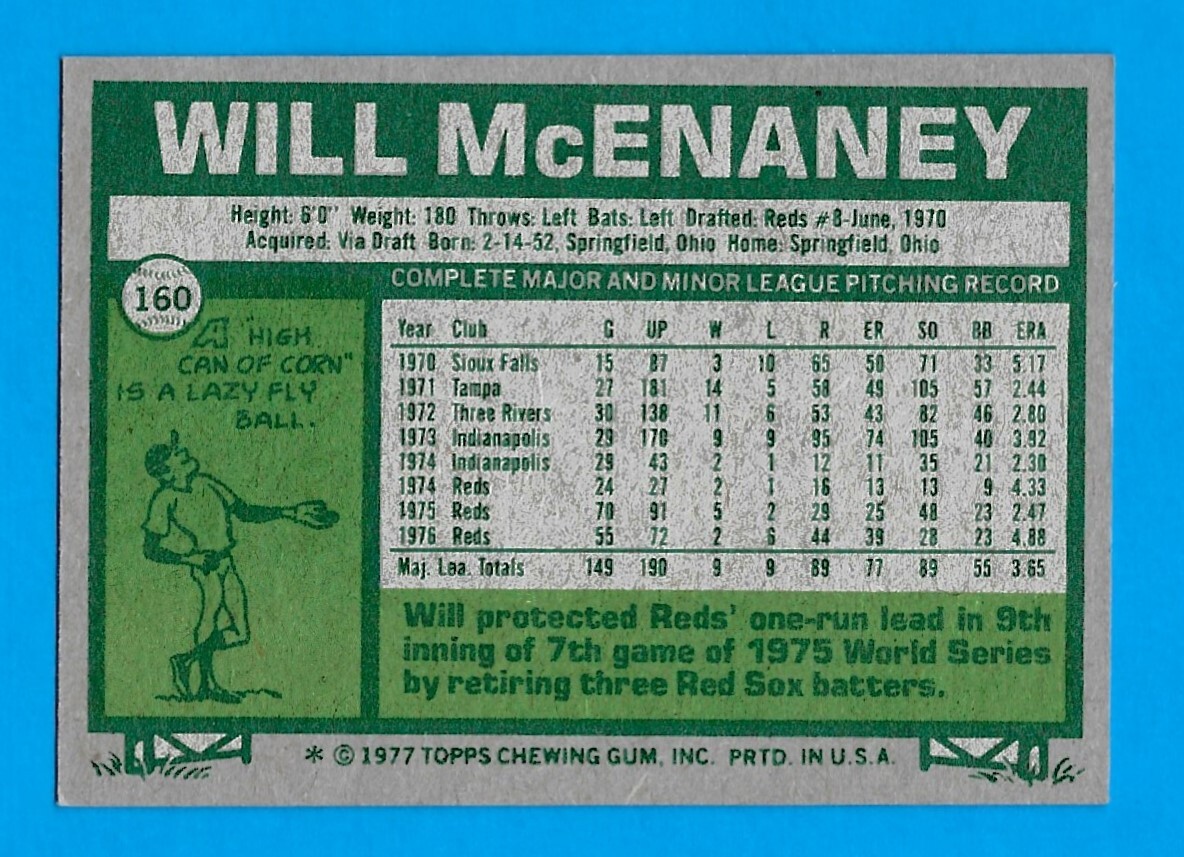 WILL McENANEY
Height: 6'0" Weight: 180 Throws: Left Bats: Left Drafted: Reds #8-June, 1970
Acquired: Via Draft Born: 2-14-52, Springfield, Ohio Home: Springfield, Ohio
160
A HIGH
CAN OF CORN"
IS A LAZY FLY
BALL.
COMPLETE MAJOR AND MINOR LEAGUE PITCHING RECORD
Year Club G UP W L R ER SO BB ERA
1970 Sioux Falls 15 87 3 10 65 50 71 33 5.17
1971 Tampa 27 181 14 5 58 49 105 57 2.44
1972 Three Rivers 30 138 11 6 53 43 82 46 2.80
1973 Indianapolis 29 170 9 9 95 74 105 40 3.92
1974 Indianapolis 29 43 2 1 12 11 35 21 2.30
1974 Reds 24 27 2 1 16 13 13 9 4.33
1975 Reds 70 91 5 2 29 25 48 23 2.47
1976 Reds 55 72 2 6 44 39 28 23 4.88
Maj. Lea. Totals 149 190 9 9 89 77 89 55 3.65
Will protected Reds' one-run lead in 9th
inning of 7th game of 1975 World Series
by retiring three Red Sox batters.
* © 1977 TOPPS CHEWING GUM, INC. PRTD. IN U.S.A.